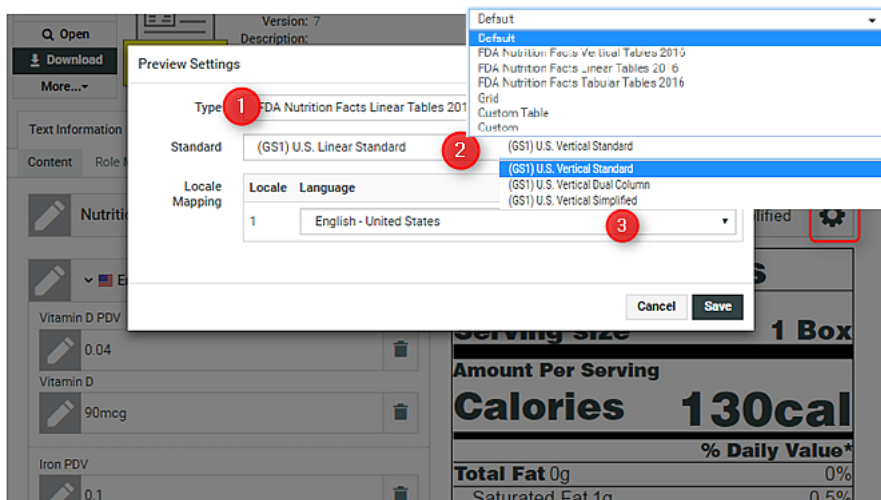 Q Open
Version: 7
Description:
Download
More...
Default
Default
FDA Nutrition Facts Vertical Tables 2016
FDA Nutrition Facts Linear Tables 2016
FDA Nutrition Facts Tabular Tables 2016
Grid
Custom Table
Custom
Preview Settings
Type
1
FDA Nutrition Facts Linear Tables 201
Standard
(GS1) U.S. Linear Standard
2
(GS1) U.S. Vertical Standard
(GS1) U.S. Vertical Standard
(GS1) U.S. Vertical Dual Column
(GS1) U.S. Vertical Simplified
Locale Mapping
Locale Language
1 English - United States
3
Cancel Save
Text Information
Content Role M
Nutriti
lified
E
s
Vitamin D PDV
0.04
Vitamin D
90mcg
Iron PDV
0.1
Serving size 1 Box
Amount Per Serving
Calories 130cal
% Daily Value*
Total Fat 0g 0%
Saturated Fat 1g 0.5%